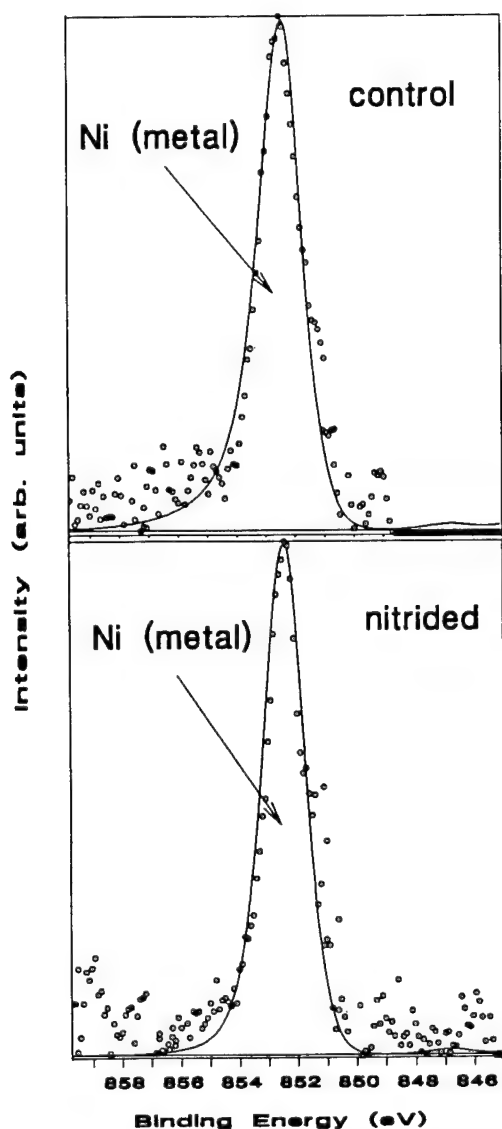 control
Ni (metal)
nitrided
Ni (metal)
Intensity (arb. units)
858 856 854 852 850 848 846
Binding Energy (eV)